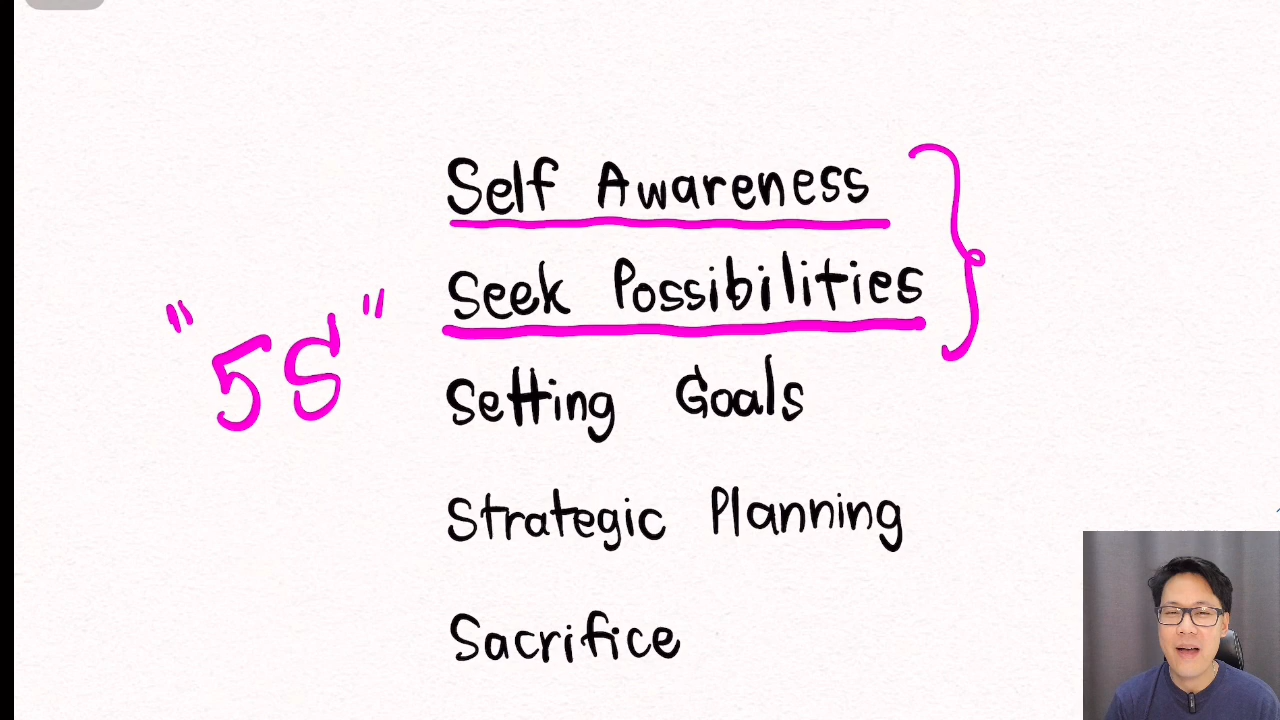 Self Awareness
Seek Possibilities
"5S"
Setting Goals
Strategic Planning
Sacrifice